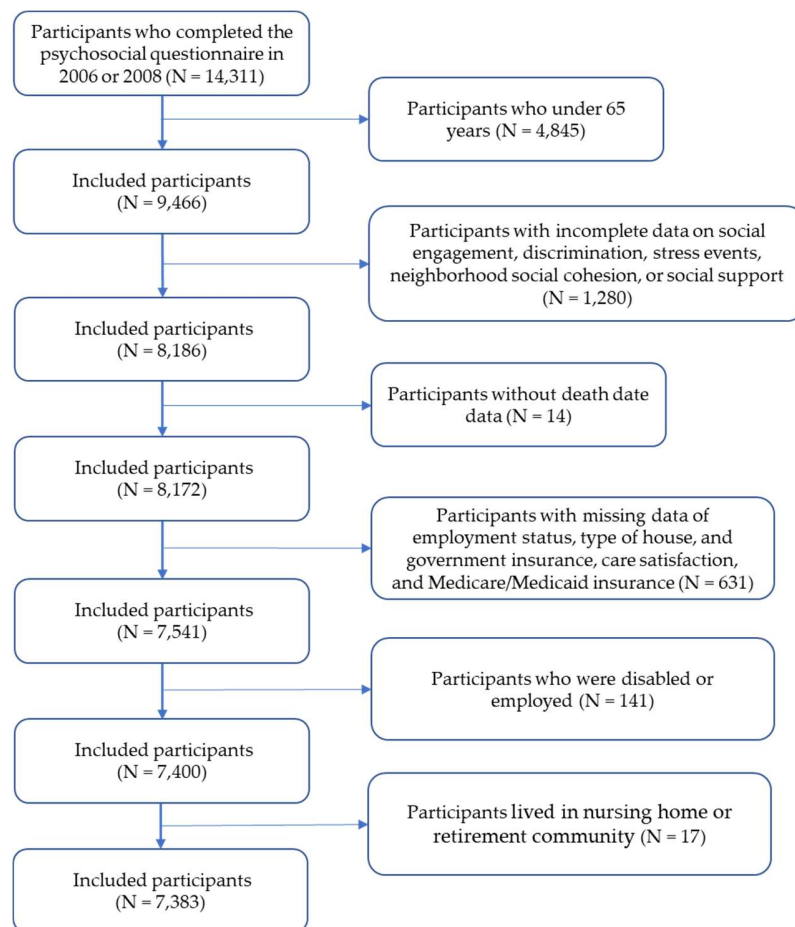 Participants who completed the
psychosocial questionnaire in
2006 or 2008 (N = 14,311)
Participants who under 65
years (N = 4,845)
Included participants
(N = 9,466)
Participants with incomplete data on social
engagement, discrimination, stress events,
neighborhood social cohesion, or social support
(N = 1,280)
Included participants
(N = 8,186)
Participants without death date
data (N = 14)
Included participants
(N = 8,172)
Participants with missing data of
employment status, type of house, and
government insurance, care satisfaction,
and Medicare/Medicaid insurance (N = 631)
Included participants
(N = 7,541)
Participants who were disabled or
employed (N = 141)
Included participants
(N = 7,400)
Participants lived in nursing home or
retirement community (N = 17)
Included participants
(N = 7,383)